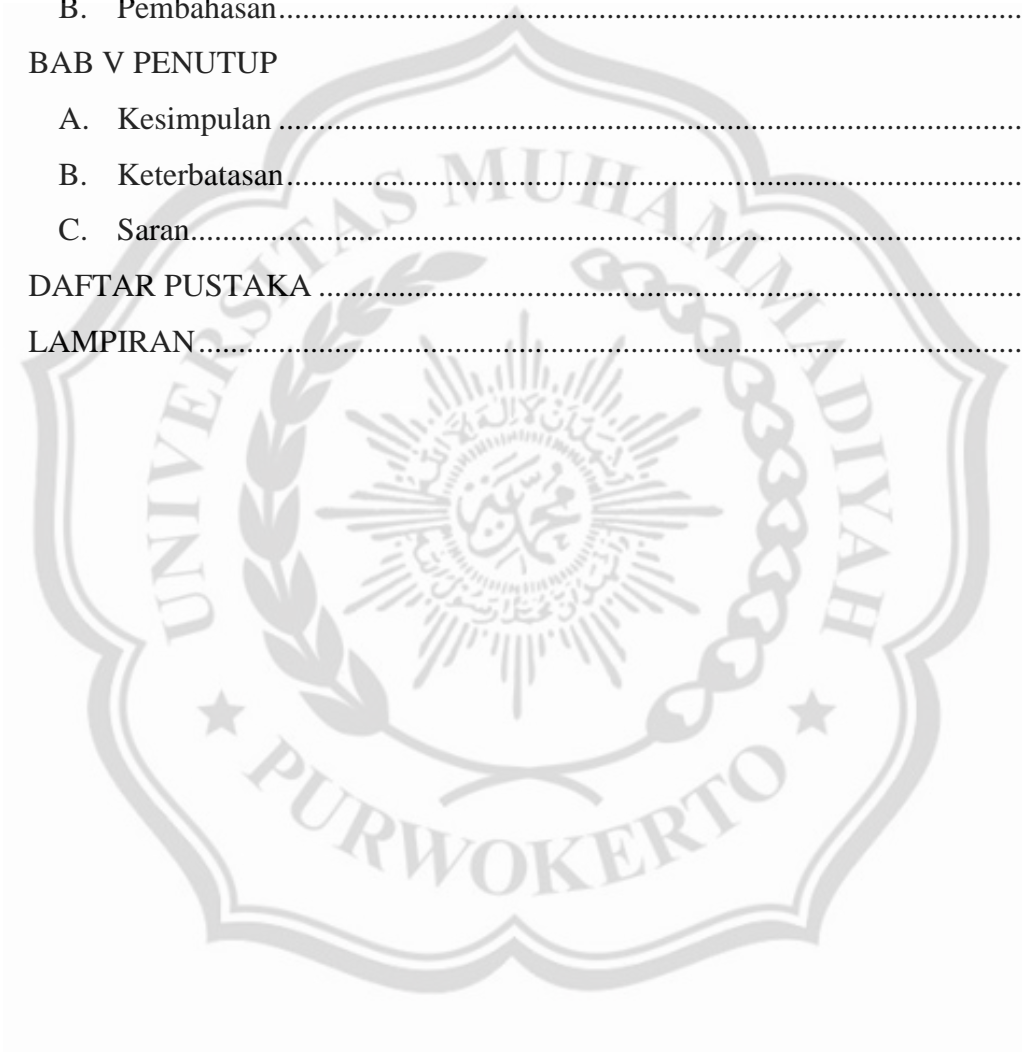 B. Pembahasan................................................................................................
BAB V PENUTUP
A. Kesimpulan ................................................................................................
B. Keterbatasan................................................................................................
C. Saran................................................................................................
DAFTAR PUSTAKA ................................................................................................
LAMPIRAN................................................................................................
UNIVERSITAS MUHAMMADIYAH
PURWOKERTO